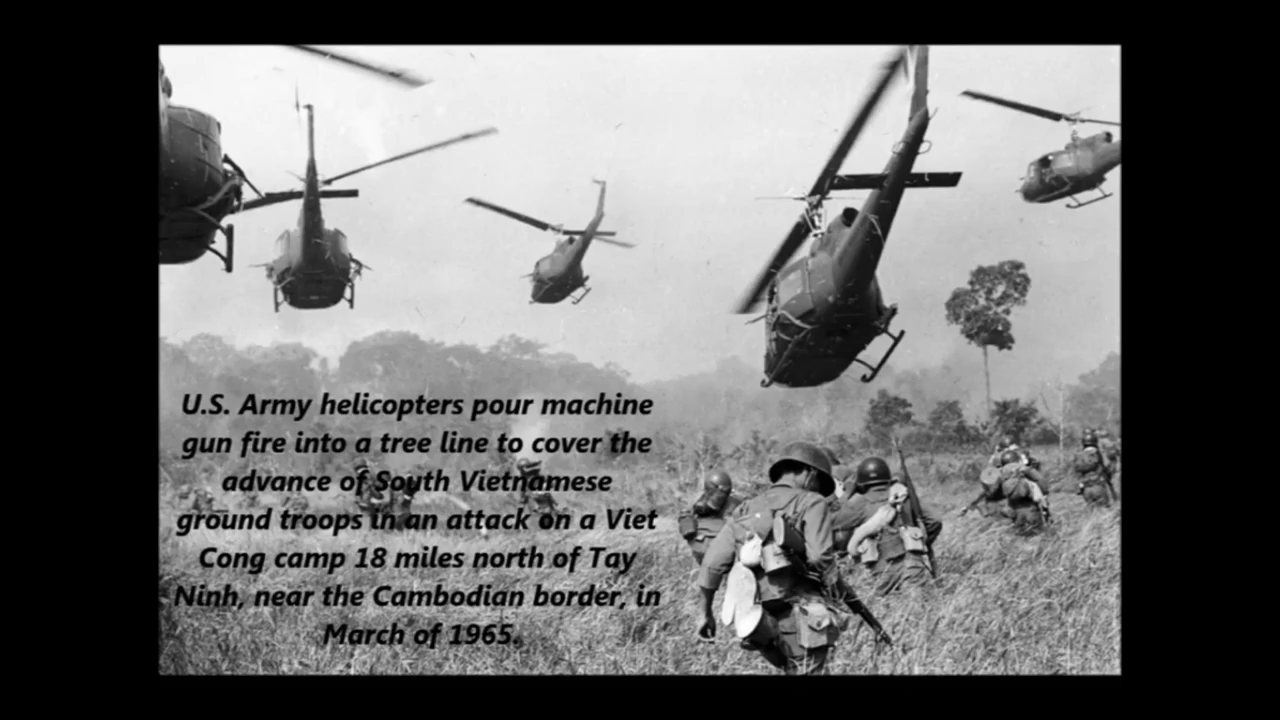 U.S. Army helicopters pour machine
gun fire into a tree line to cover the
advance of South Vietnamese
ground troops in an attack on a Viet
Cong camp 18 miles north of Tay
Ninh, near the Cambodian border, in
March of 1965.